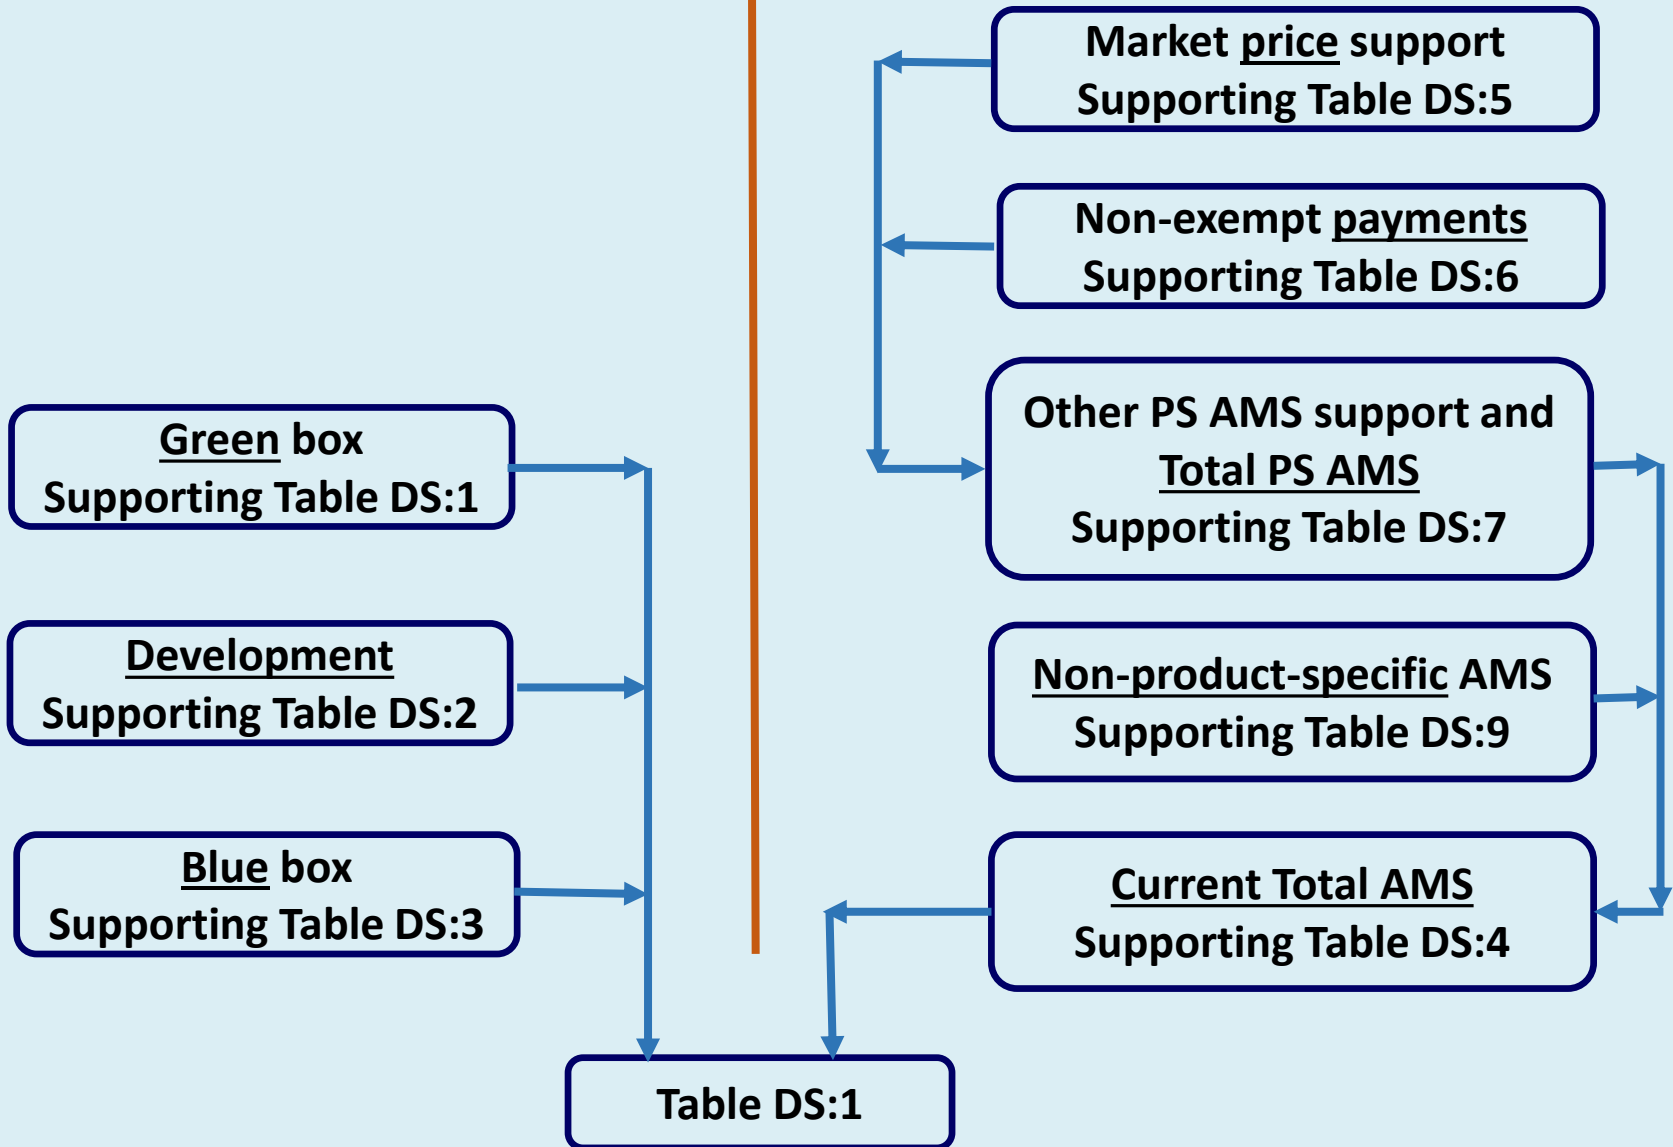 Market price support
Supporting Table DS:5
Non-exempt payments
Supporting Table DS:6
Other PS AMS support and
Total PS AMS
Supporting Table DS:7
Green box
Supporting Table DS:1
Development
Supporting Table DS:2
Non-product-specific AMS
Supporting Table DS:9
Blue box
Supporting Table DS:3
Current Total AMS
Supporting Table DS:4
Table DS:1